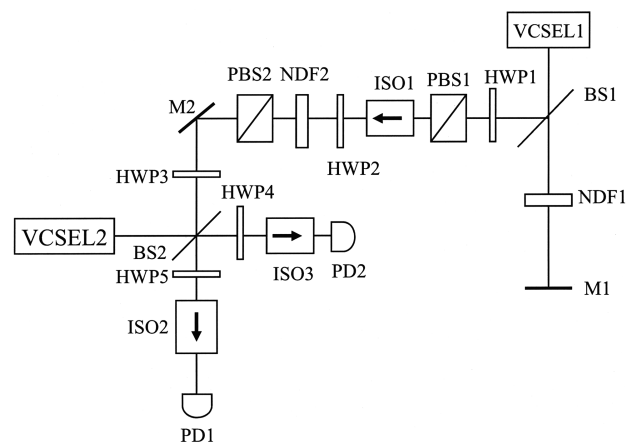 VCSEL1
PBS2
NDF2
ISO1
PBS1
HWP1
BS1
M2
HWP2
HWP3
HWP4
NDF1
VCSEL2
BS2
ISO3
PD2
HWP5
M1
ISO2
PD1